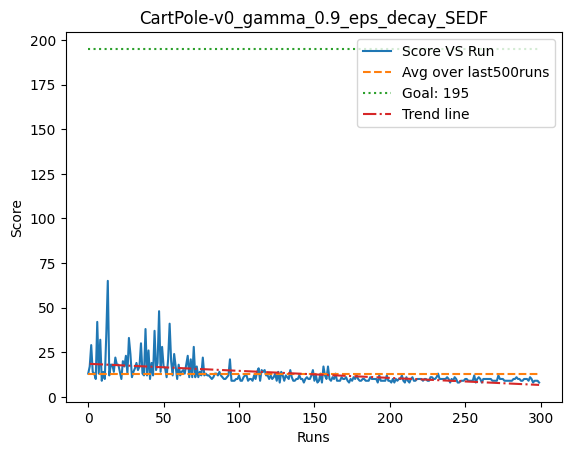 CartPole-v0_gamma_0.9_eps_decay_SEDF
200
175
150
125
100
75
50
25
0
Score
Score VS Run
Avg over last500runs
Goal: 195
Trend line
0 50 100 150 200 250 300
Runs